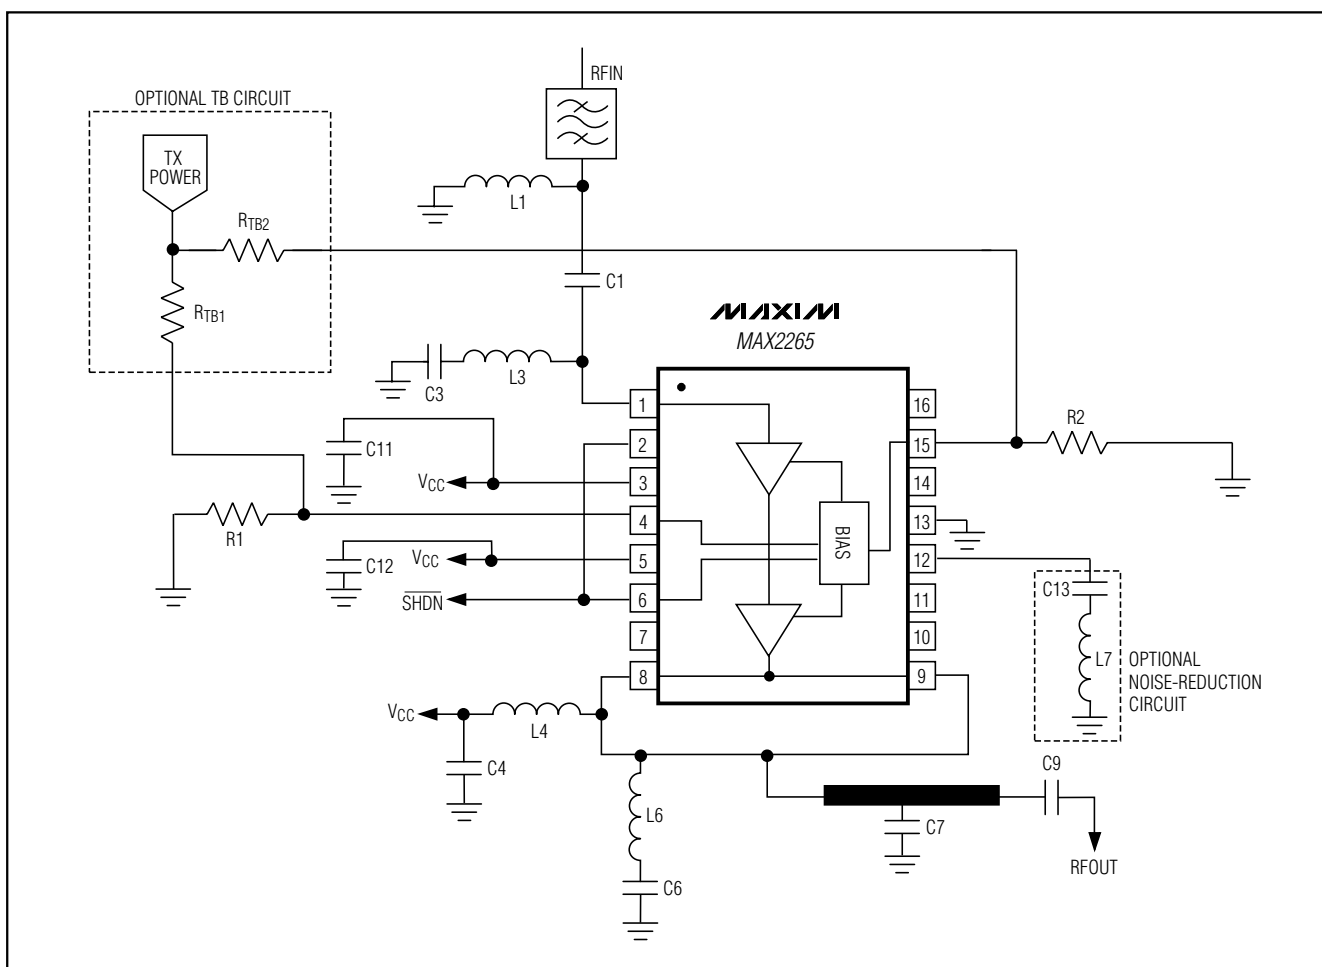 RFIN
OPTIONAL TB CIRCUIT
TX
POWER
L1
RTB2
C1
RTB1
MAXIM
MAX2265
C3
L3
1
16
C11
2
15
R2
VCC
3
14
R1
4
13
BIAS
C12
VCC
5
12
SHDN
6
11
C13
7
10
L7
OPTIONAL
NOISE-REDUCTION
CIRCUIT
8
9
VCC
L4
C4
C9
L6
C7
RFOUT
C6